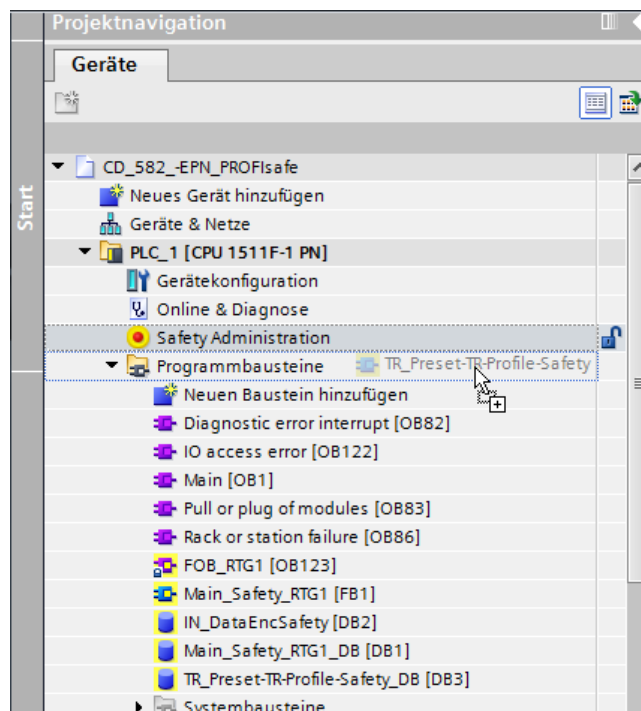 Projektnavigation
Geräte
Start
CD_582_-EPN_PROFIsafe
Neues Gerät hinzufügen
Geräte & Netze
PLC_1 [CPU 1511F-1 PN]
Gerätekonfiguration
Online & Diagnose
Safety Administration
Programmbausteine TR_Preset-TR-Profile-Safety
Neuen Baustein hinzufügen
Diagnostic error interrupt [OB82]
IO access error [OB122]
Main [OB1]
Pull or plug of modules [OB83]
Rack or station failure [OB86]
FOB_RTG1 [OB123]
Main_Safety_RTG1 [FB1]
IN_DataEncSafety [DB2]
Main_Safety_RTG1_DB [DB1]
TR_Preset-TR-Profile-Safety_DB [DB3]
Systembausteine